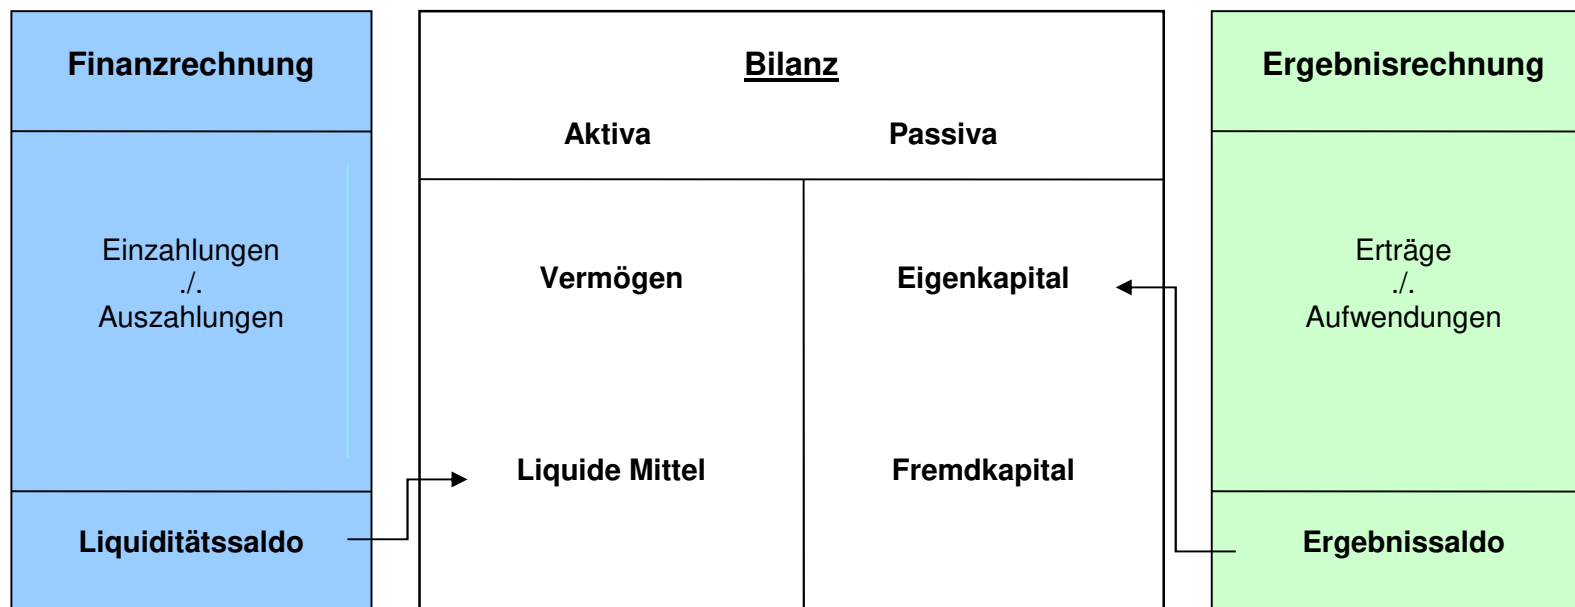 Finanzrechnung
Einzahlungen
./.
Auszahlungen
Liquiditätssaldo
Bilanz
Aktiva Passiva
Vermögen Eigenkapital
Liquide Mittel Fremdkapital
Ergebnisrechnung
Erträge
./.
Aufwendungen
Ergebnissaldo